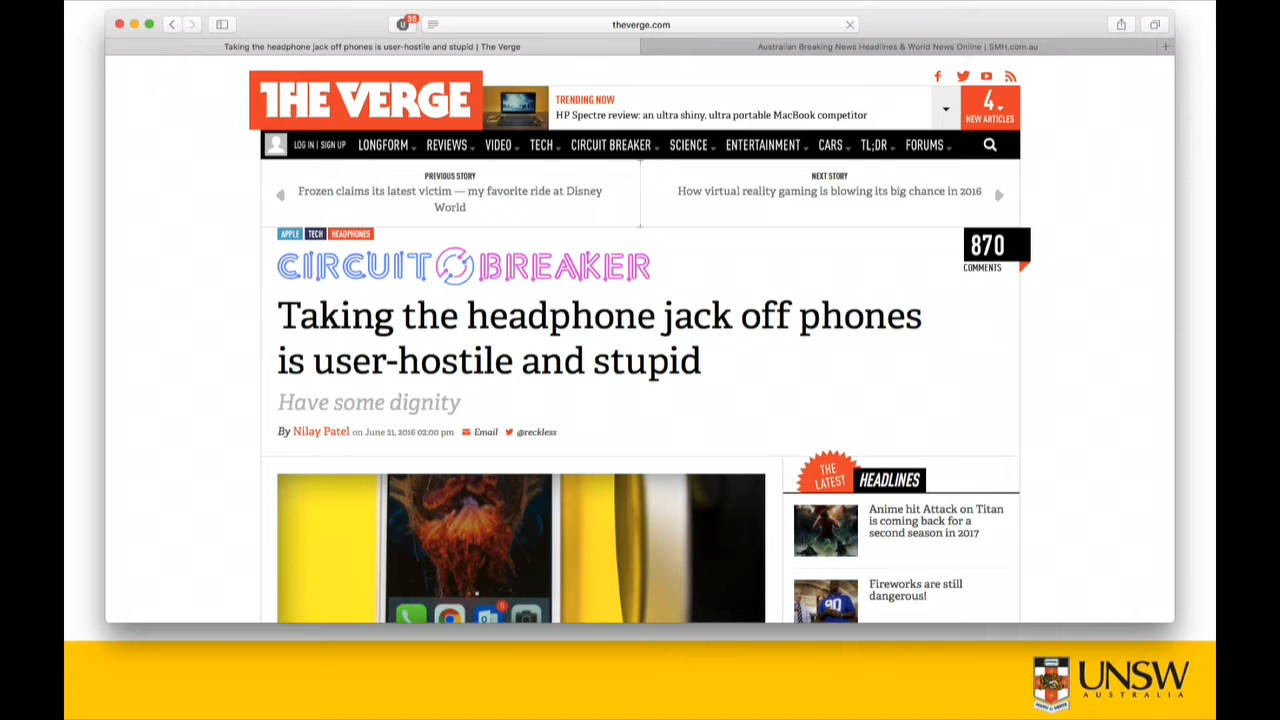 35
theverge.com
Taking the headphone jack off phones is user-hostile and stupid | The Verge
Australian Breaking News Headlines & World News Online | SMH.com.au
THE VERGE
TRENDING NOW
HP Spectre review: an ultra shiny, ultra portable MacBook competitor
4
NEW ARTICLES
LOG IN | SIGN UP LONGFORM REVIEWS VIDEO TECH CIRCUIT BREAKER SCIENCE ENTERTAINMENT CARS TL;DR FORUMS
PREVIOUS STORY
Frozen claims its latest victim — my favorite ride at Disney
World
NEXT STORY
How virtual reality gaming is blowing its big chance in 2016
APPLE TECH HEADPHONES
CIRCUIT BREAKER
870
COMMENTS
Taking the headphone jack off phones
is user-hostile and stupid
Have some dignity
By Nilay Patel on June 21, 2016 02:00 pm Email @reckless
THE
LATEST
HEADLINES
Anime hit Attack on Titan
is coming back for a
second season in 2017
Fireworks are still
dangerous!
90
UNSW
AUSTRALIA